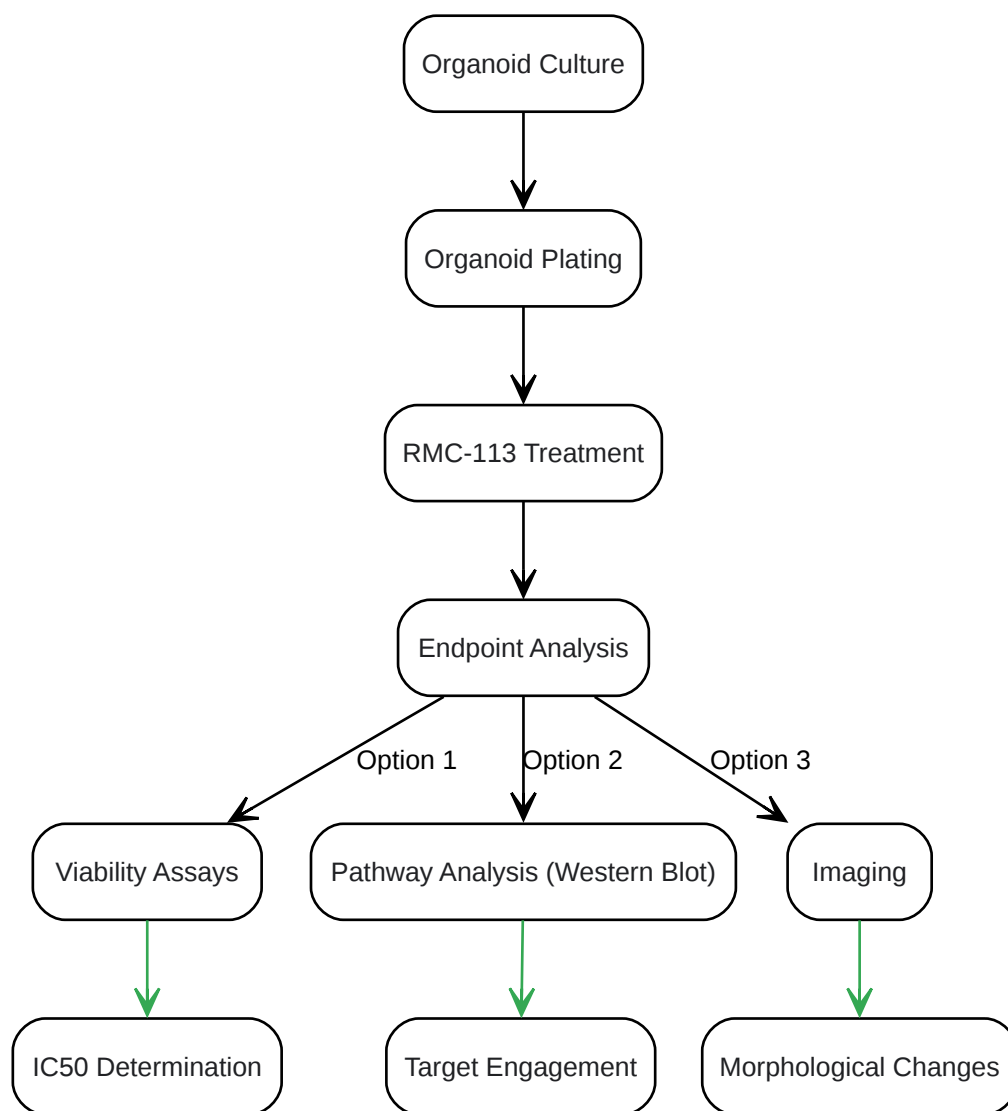 Organoid Culture
Organoid Plating
RMC-113 Treatment
Endpoint Analysis
Option 1
Option 2
Option 3
Viability Assays
Pathway Analysis (Western Blot)
Imaging
IC50 Determination
Target Engagement
Morphological Changes